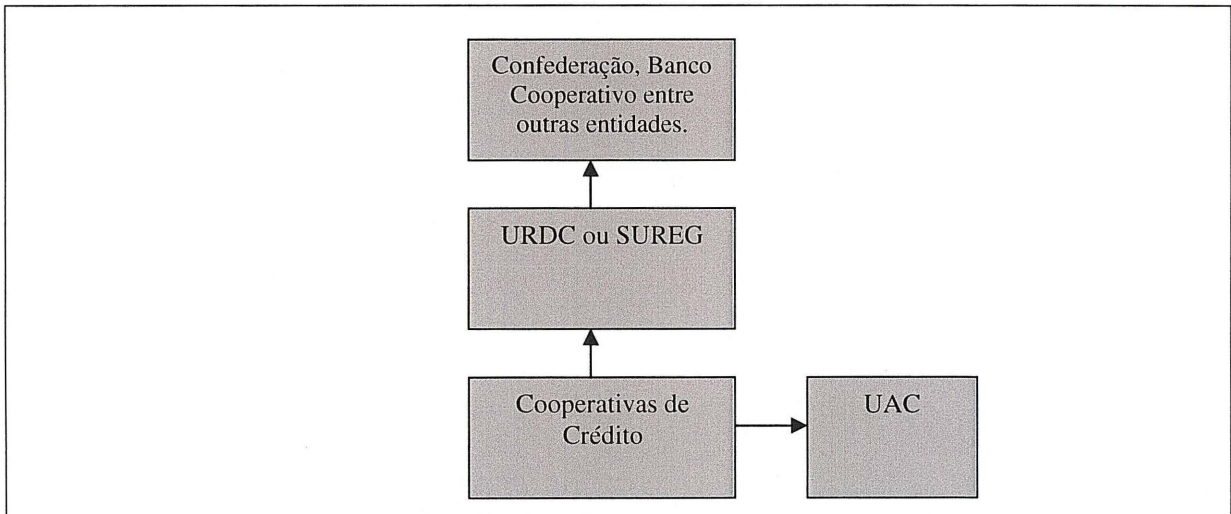 Confederação, Banco
Cooperativo entre
outras entidades.
URDC ou SUREG
Cooperativas de
Crédito
UAC